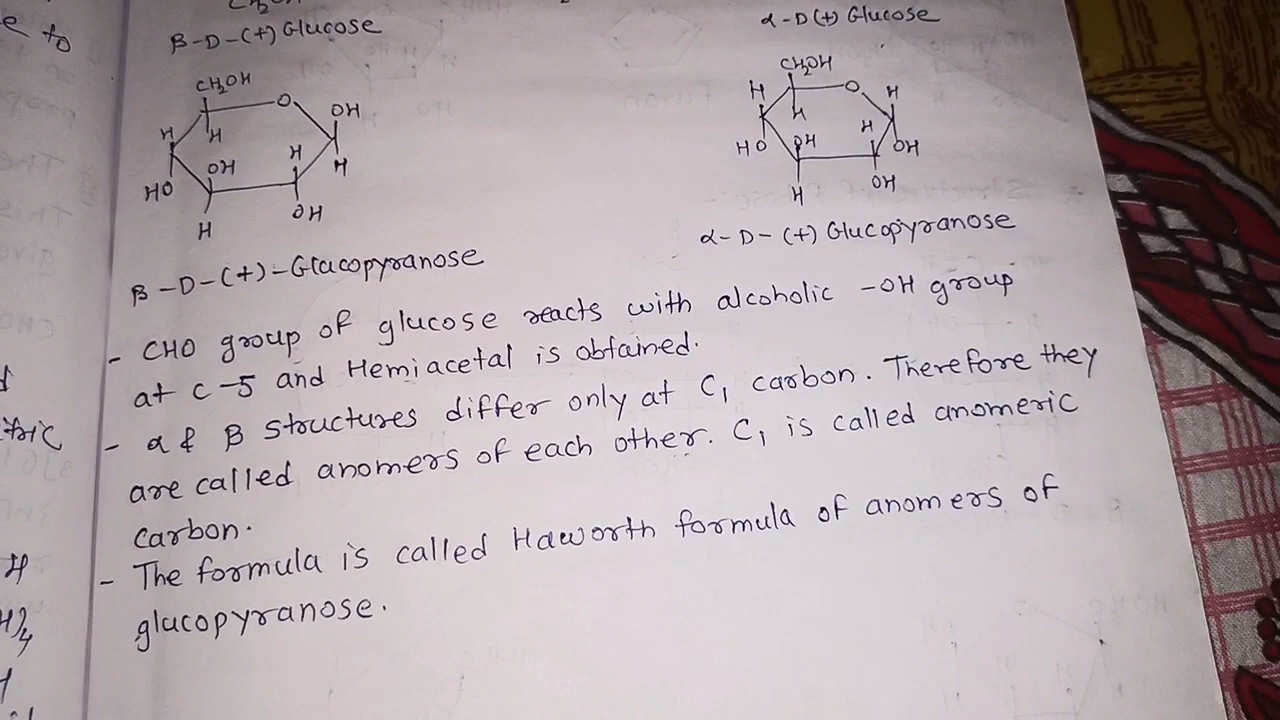 e to
β-D-(+) Glucose
α-D(+) Glucose
CH2OH
O
OH
H
H
OH
H
H
HO
OH
H
CH2OH
O
H
H
H
H
HO
OH
OH
OH
H
β-D-(+)-Glucopyranose
α-D-(+) Glucopyranose
- CHO group of glucose reacts with alcoholic -OH group
at C-5 and Hemiacetal is obtained.
- α & β structures differ only at C1 carbon. Therefore they
are called anomers of each other. C1 is called anomeric
carbon.
- The formula is called Haworth formula of anomers of
glucopyranose.